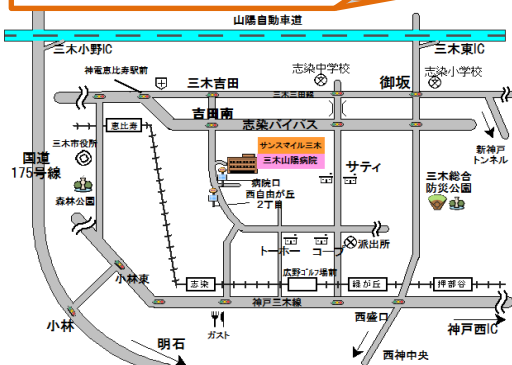 山陽自動車道
三木小野IC
三木東IC
神電恵比寿駅前
三木吉田
志染中学校
御坂
志染小学校
三木三田線
吉田南
志染バイパス
恵比寿
三木市役所
国道
175号線
サンスマイル三木
三木山陽病院
サティ
新神戸
トンネル
病院口
西自由が丘
2丁目
三木総合
防災公園
森林公園
トーホー
コープ
派出所
小林東
志染
広野ゴルフ場前
緑が丘
押部谷
神戸三木線
小林
ガスト
西盛口
神戸西IC
明石
西神中央